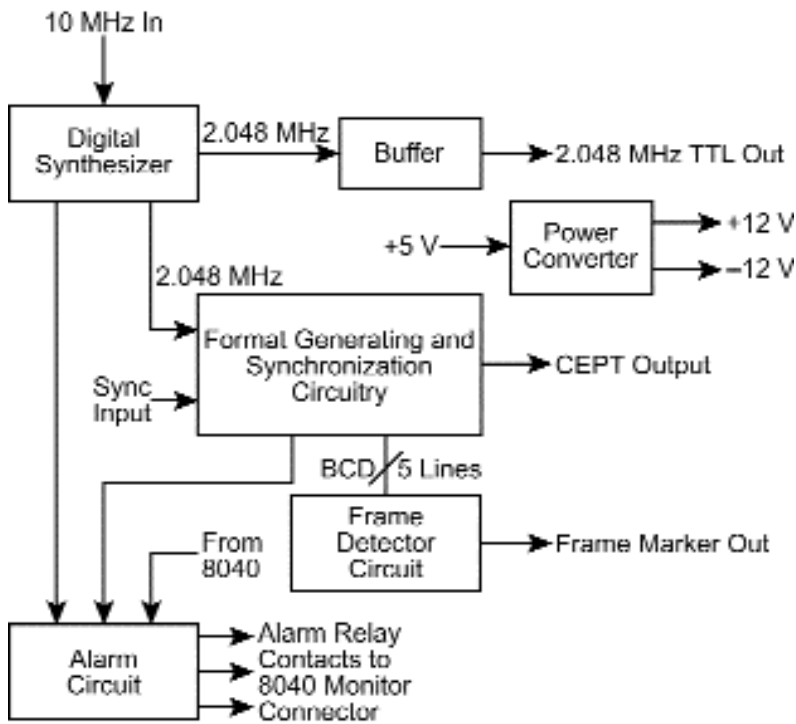 10 MHz In
Digital
Synthesizer
2.048 MHz
Buffer
2.048 MHz TTL Out
+5 V
Power
Converter
+12 V
–12 V
2.048 MHz
Formal Generating and
Synchronization
Circuitry
Sync
Input
CEPT Output
BCD 5 Lines
From
8040
Frame
Detector
Circuit
Frame Marker Out
Alarm
Circuit
Alarm Relay
Contacts to
8040 Monitor
Connector